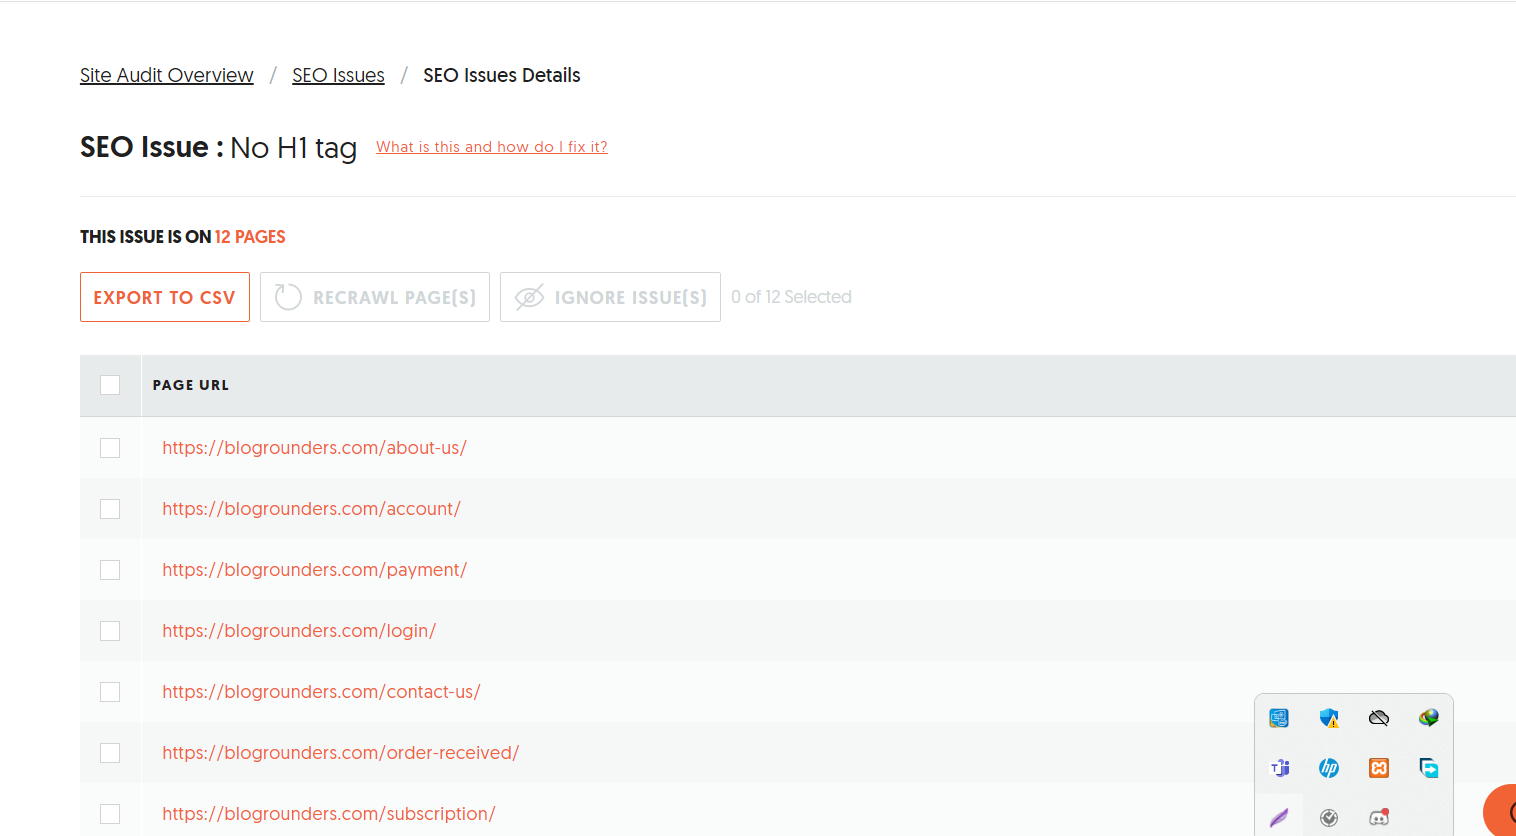 Site Audit Overview / SEO Issues / SEO Issues Details
SEO Issue : No H1 tag What is this and how do I fix it?
THIS ISSUE IS ON 12 PAGES
EXPORT TO CSV RECRAWL PAGE(S) IGNORE ISSUE(S) 0 of 12 Selected
PAGE URL
https://blogrounders.com/about-us/
https://blogrounders.com/account/
https://blogrounders.com/payment/
https://blogrounders.com/login/
https://blogrounders.com/contact-us/
https://blogrounders.com/order-received/
https://blogrounders.com/subscription/